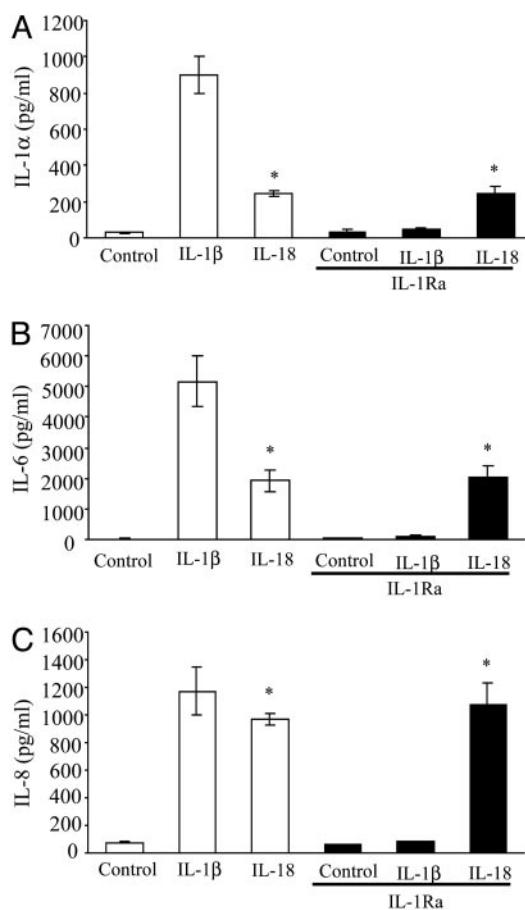 A
IL-1α (pg/ml)
1200
1000
800
600
400
200
0
*
*
Control IL-1β IL-18 Control IL-1β IL-18
IL-1Ra
B
IL-6 (pg/ml)
7000
6000
5000
4000
3000
2000
1000
0
*
*
Control IL-1β IL-18 Control IL-1β IL-18
IL-1Ra
C
IL-8 (pg/ml)
1600
1400
1200
1000
800
600
400
200
0
*
*
Control IL-1β IL-18 Control IL-1β IL-18
IL-1Ra